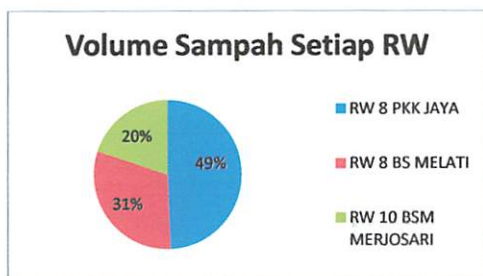 Volume Sampah Setiap RW
20%
49%
31%
RW 8 PKK JAYA
RW 8 BS MELATI
RW 10 BSM
MERJOSARI